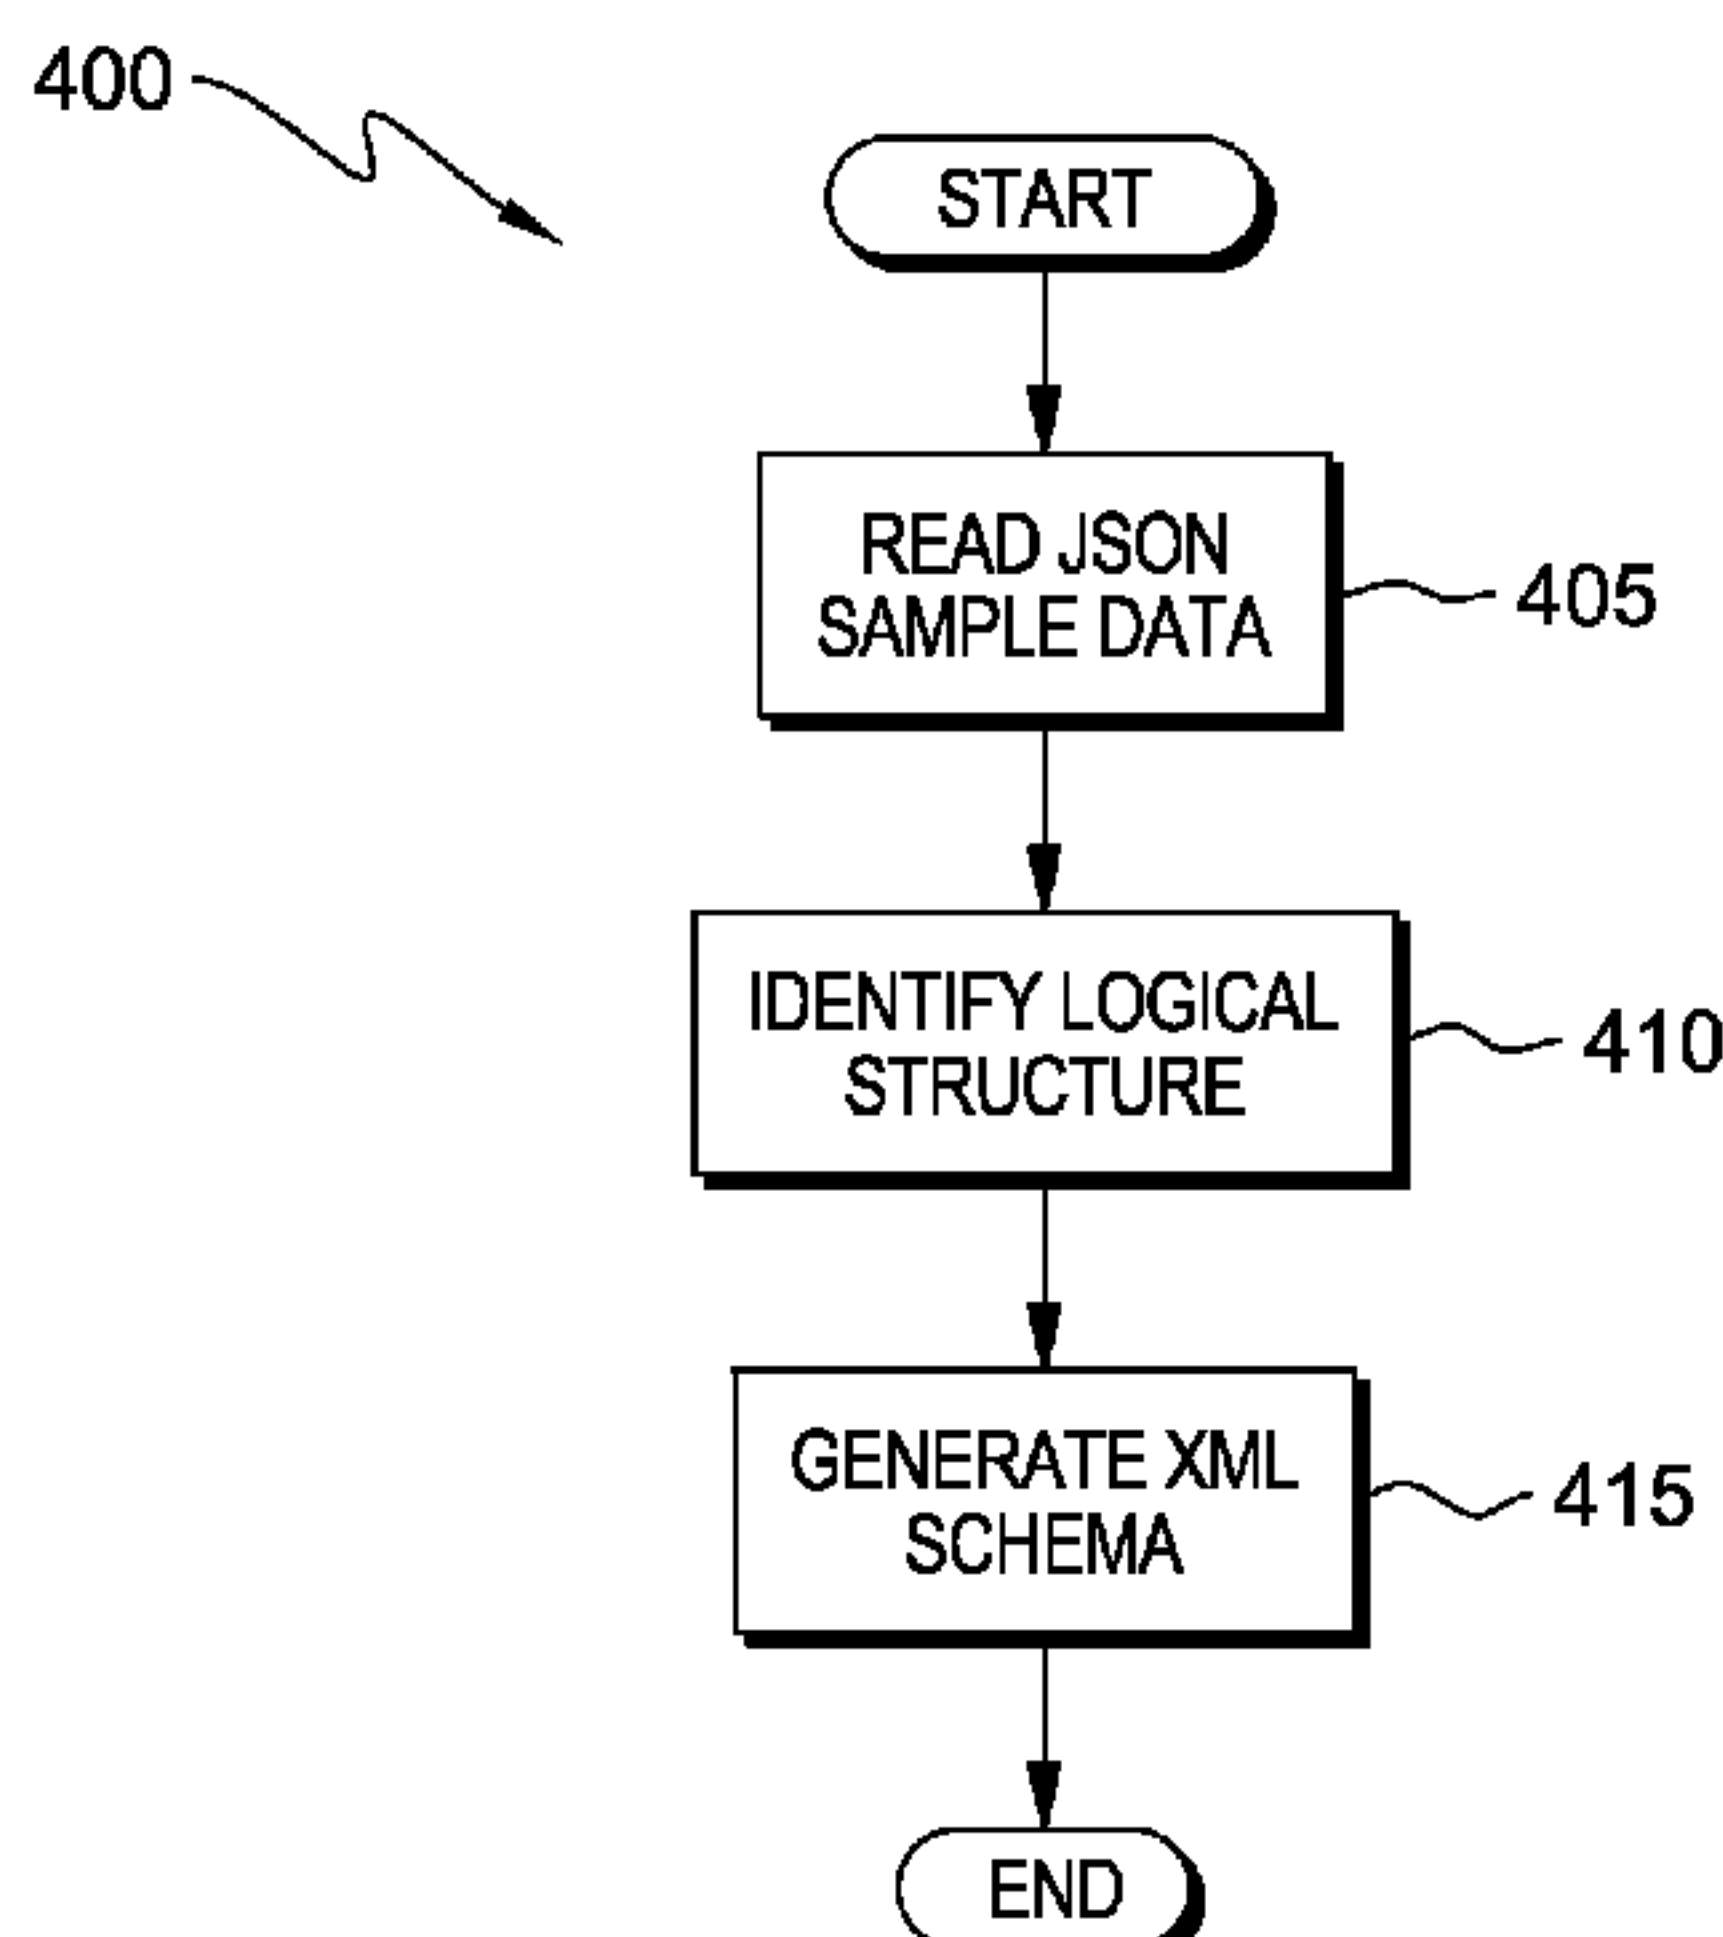 400
START
READ JSON
SAMPLE DATA
405
IDENTIFY LOGICAL
STRUCTURE
410
GENERATE XML
SCHEMA
415
END